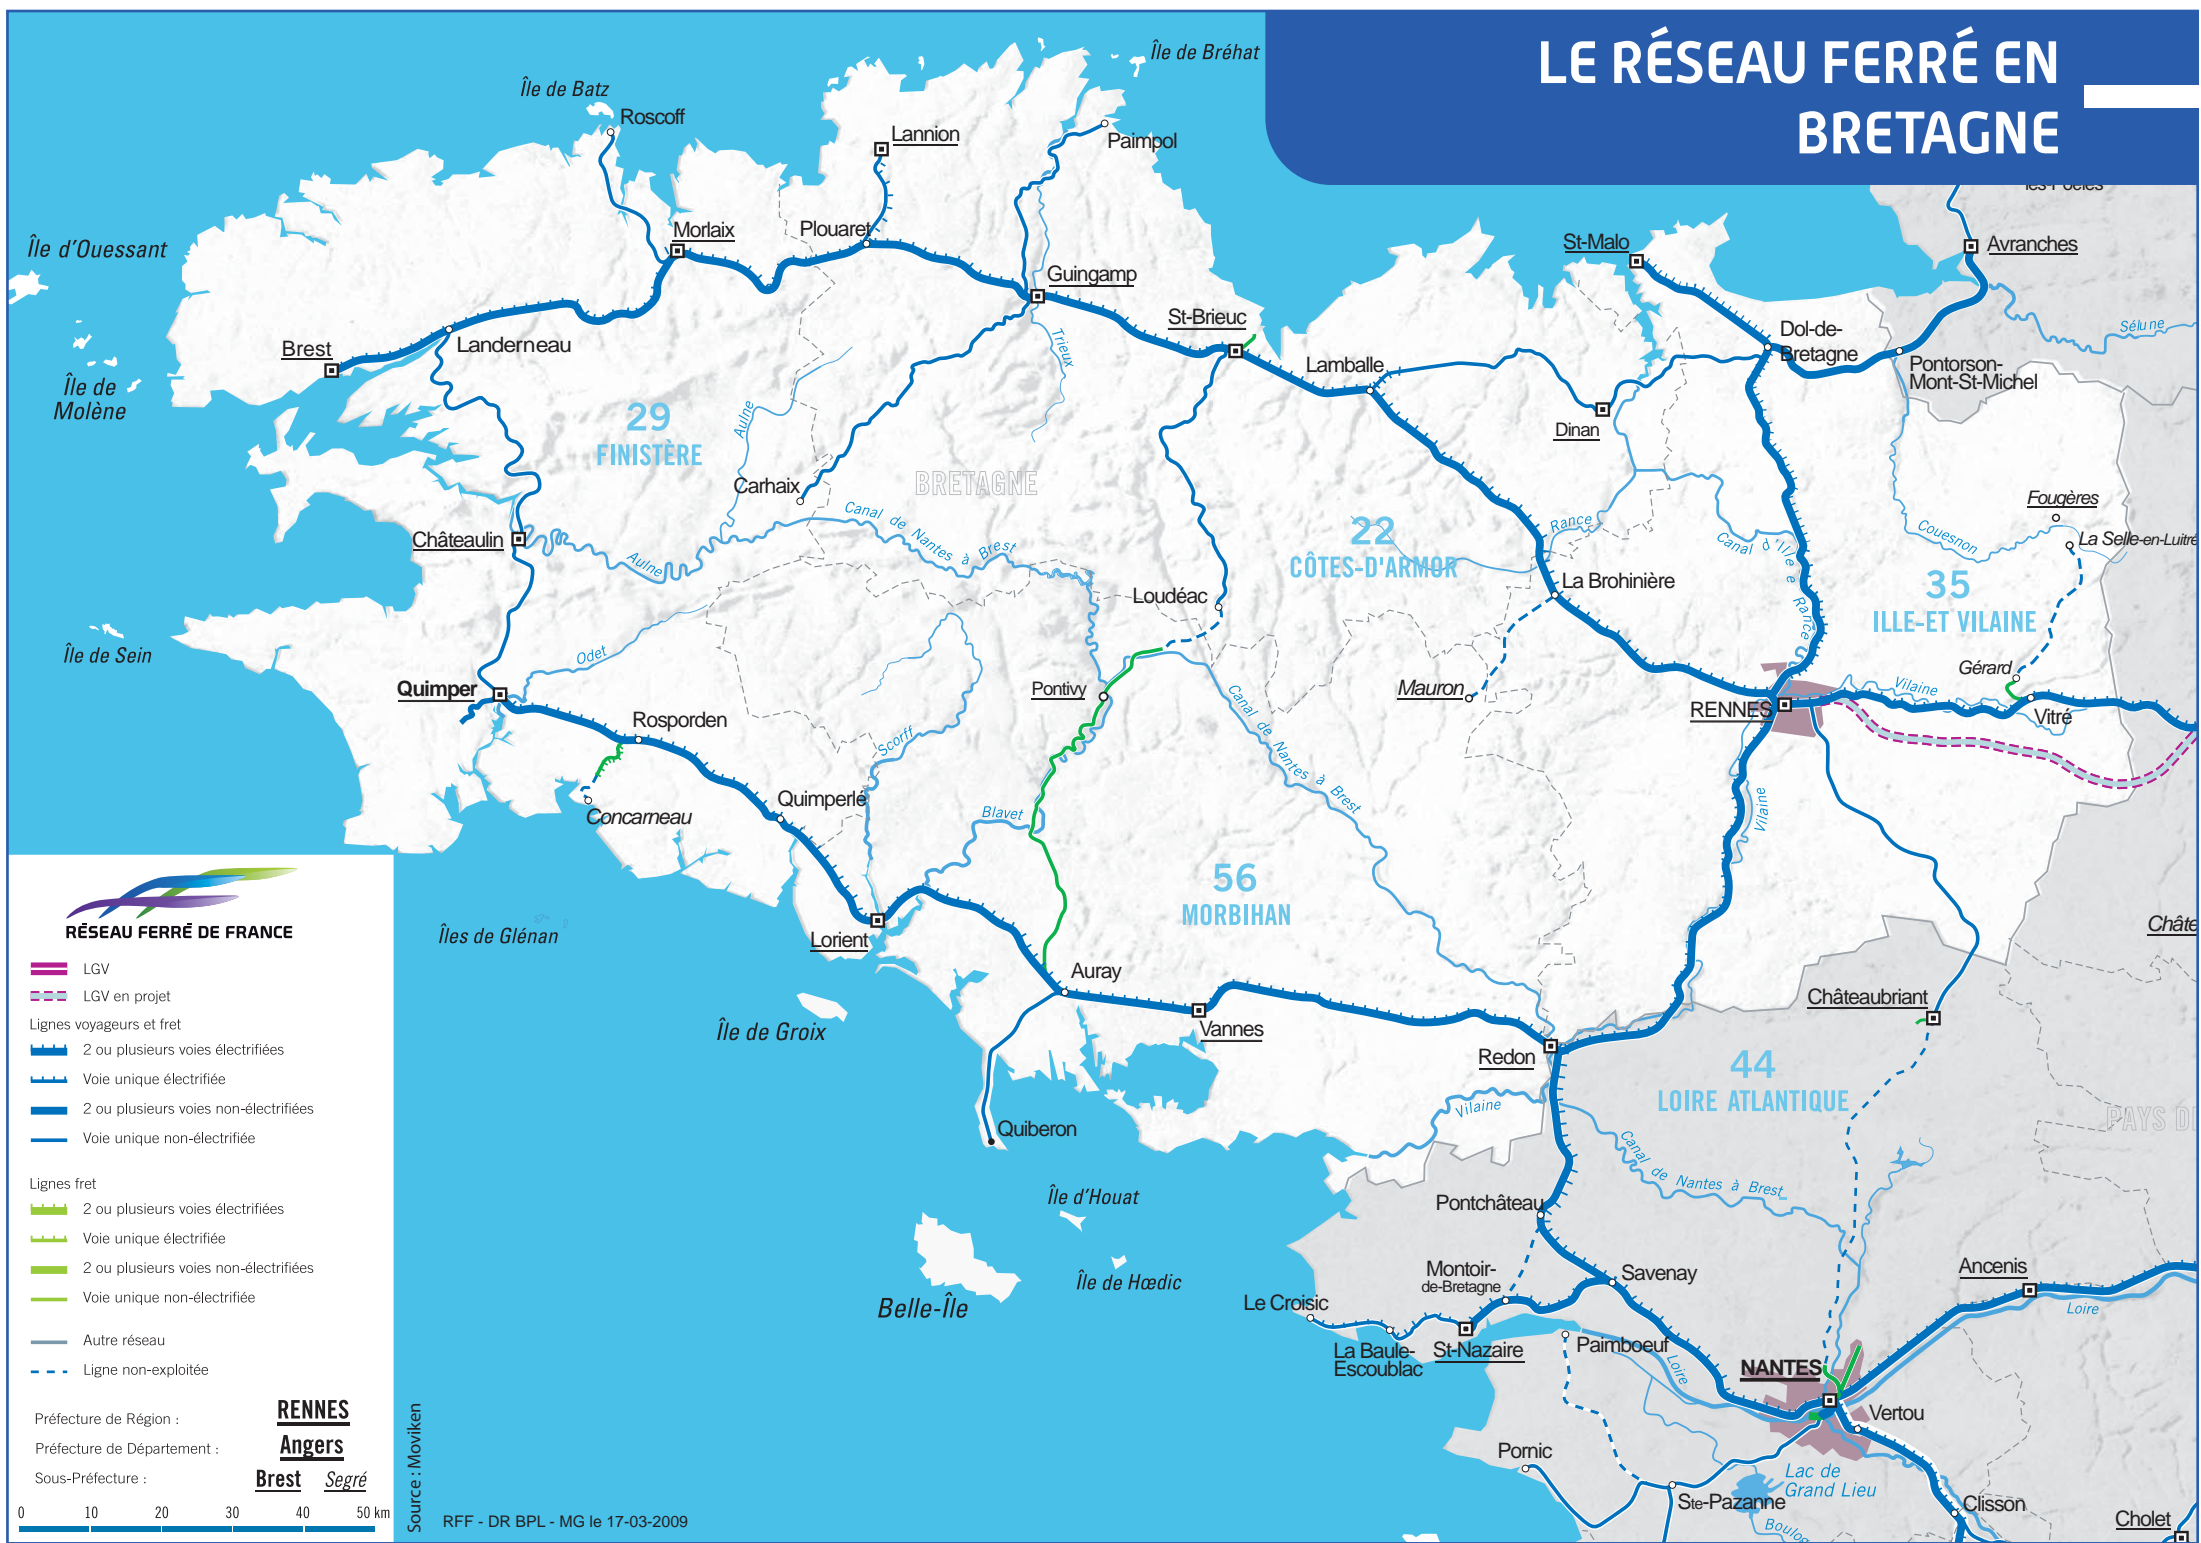 LE RÉSEAU FERRÉ EN
BRETAGNE
Île de Bréhat
Île de Batz
Roscoff
Lannion
Paimpol
Avranches
Île d'Ouessant
Morlaix
Plouaret
St-Malo
Guingamp
St-Brieuc
Trieux
Sélune
Dol-de-
Bretagne
Brest
Landerneau
Lamballe
Pontorson-
Mont-St-Michel
Île de
Molène
29
FINISTÈRE
Aulne
Dinan
Carhaix
BRETAGNE
Canal de Nantes à Brest
22
CÔTES-D'ARMOR
Rance
Canal d'Ille e Rance
Fougères
Couesnon
La Selle-en-Luitré
Châteaulin
Aulne
Loudéac
La Brohinière
35
ILLE-ET VILAINE
Île de Sein
Odet
Quimper
Pontivy
Mauron
Gérard
Vilaine
RENNES
Vitré
Canal de Nantes à Brest
Rosporden
Scorff
Quimperlé
Concarneau
Blavet
Vilaine
56
MORBIHAN
RÉSEAU FERRÉ DE FRANCE
Îles de Glénan
Lorient
Châte
Auray
Île de Groix
Vannes
Châteaubriant
Redon
44
LOIRE ATLANTIQUE
PAYS DE
Vilaine
Quiberon
Canal de Nantes à Brest
Île d'Houat
Pontchâteau
Île de Hœdic
Belle-Île
Montoir-
de-Bretagne
Savenay
Ancenis
Loire
Le Croisic
La Baule-
Escoublac
St-Nazaire
Paimboeuf
Loire
NANTES
Vertou
Pornic
Lac de
Grand Lieu
Ste-Pazanne
Clisson
Cholet
LGV
LGV en projet
Lignes voyageurs et fret
2 ou plusieurs voies électrifiées
Voie unique électrifiée
2 ou plusieurs voies non-électrifiées
Voie unique non-électrifiée
Lignes fret
2 ou plusieurs voies électrifiées
Voie unique électrifiée
2 ou plusieurs voies non-électrifiées
Voie unique non-électrifiée
Autre réseau
Ligne non-exploitée
Préfecture de Région : RENNES
Préfecture de Département : Angers
Sous-Préfecture : Brest Segré
0 10 20 30 40 50 km
Source : Moviken
RFF - DR BPL - MG le 17-03-2009